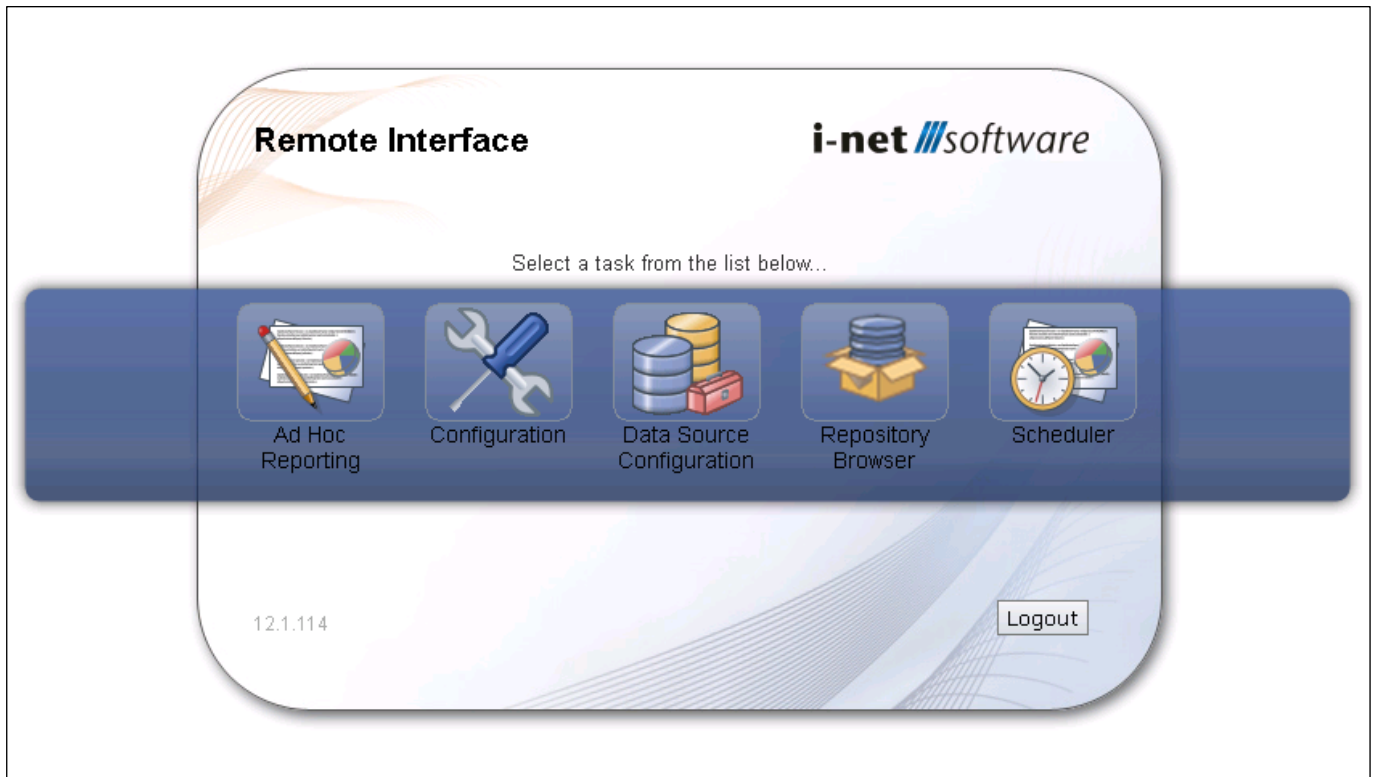 Remote Interface
i-net software
Select a task from the list below...
Ad Hoc
Reporting
Configuration
Data Source
Configuration
Repository
Browser
Scheduler
12.1.114
Logout